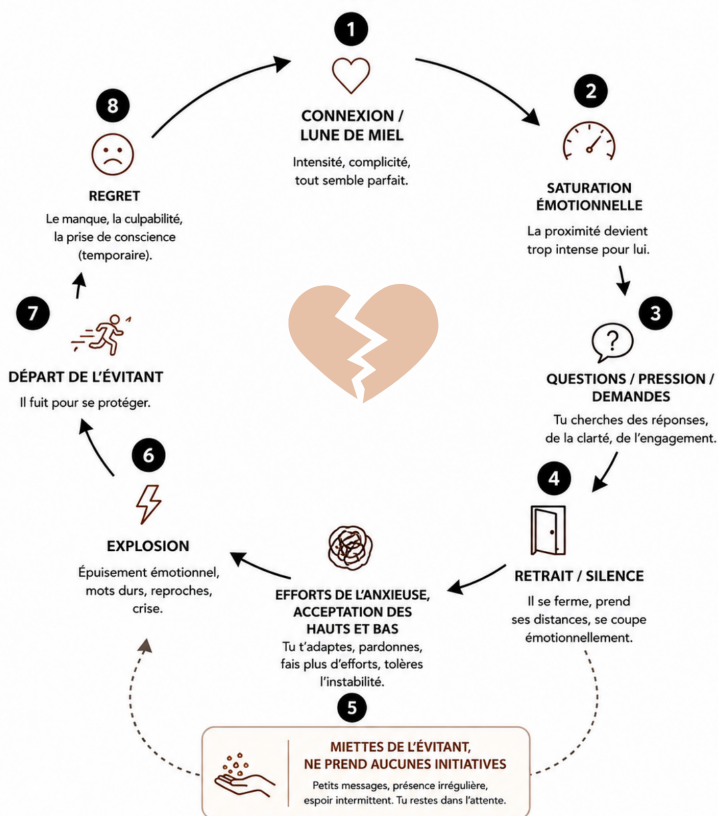 1
CONNEXION /
LUNE DE MIEL
Intensité, complicité,
tout semble parfait.
2
SATURATION
ÉMOTIONNELLE
La proximité devient
trop intense pour lui.
3
?
QUESTIONS / PRESSION /
DEMANDES
Tu cherches des réponses,
de la clarté, de l'engagement.
4
RETRAIT / SILENCE
Il se ferme, prend
ses distances, se coupe
émotionnellement.
EFFORTS DE L'ANXIEUSE,
ACCEPTATION DES
HAUTS ET BAS
Tu t'adaptes, pardonnes,
fais plus d'efforts, tolères
l'instabilité.
5
MIETTES DE L'ÉVITANT,
NE PREND AUCUNES INITIATIVES
Petits messages, présence irrégulière,
espoir intermittent. Tu restes dans l'attente.
6
EXPLOSION
Épuisement émotionnel,
mots durs, reproches,
crise.
7
DÉPART DE L'ÉVITANT
Il fuit pour se protéger.
8
REGRET
Le manque, la culpabilité,
la prise de conscience
(temporaire).